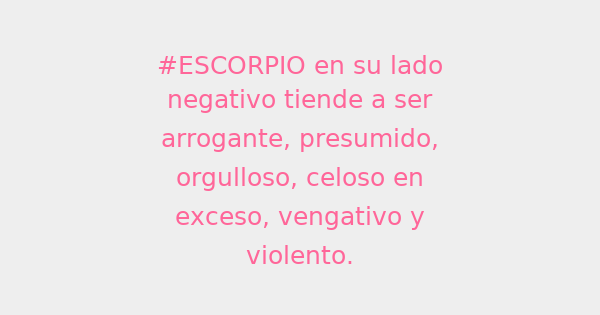 #ESCORPIO en su lado
negativo tiende a ser
arrogante, presumido,
orgulloso, celoso en
exceso, vengativo y
violento.